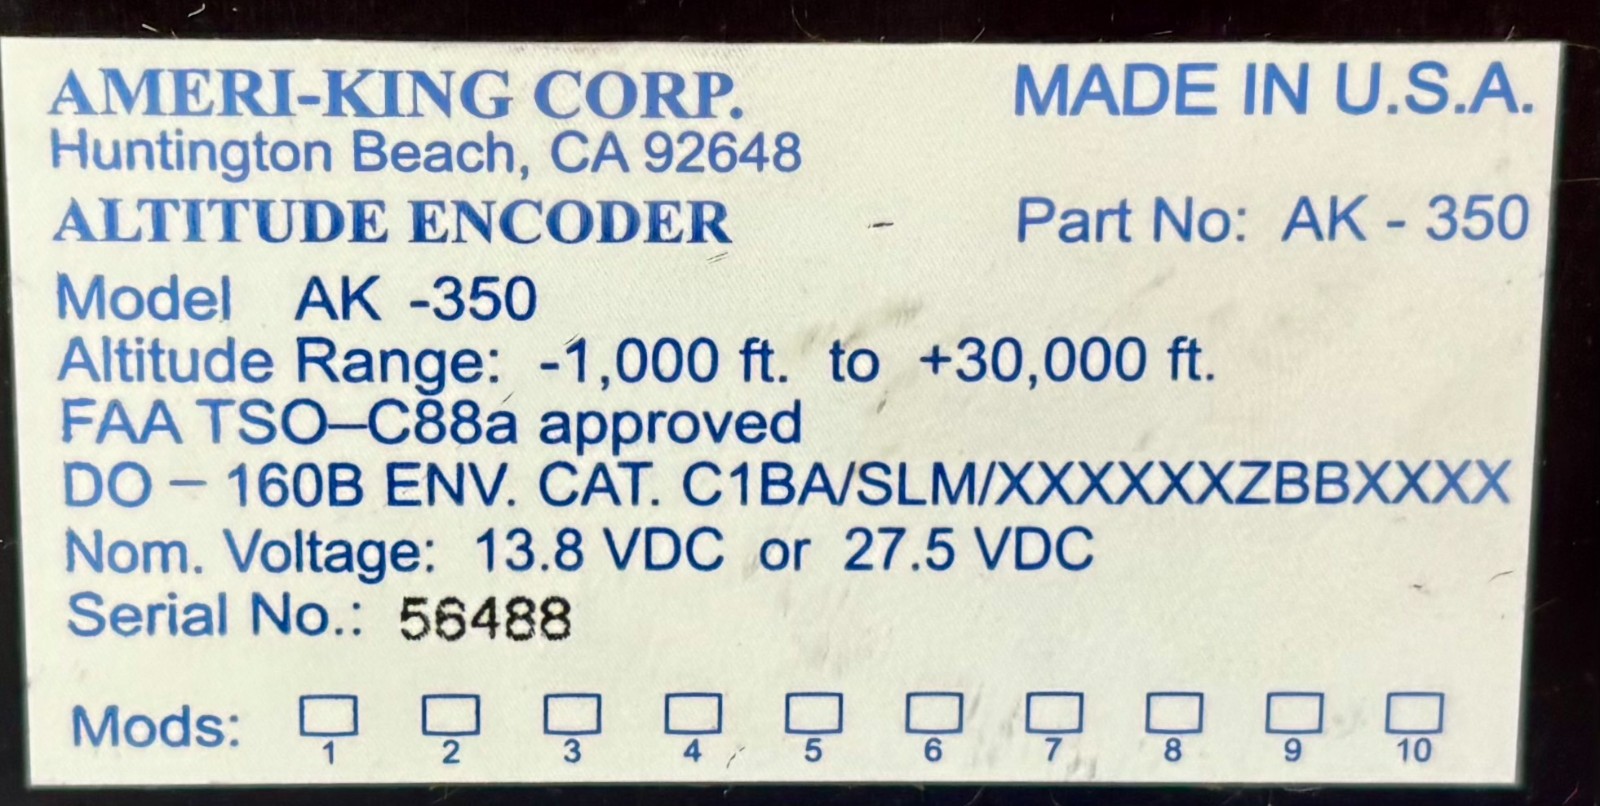 AMERI-KING CORP. MADE IN U.S.A.
Huntington Beach, CA 92648
ALTITUDE ENCODER Part No: AK - 350
Model AK -350
Altitude Range: -1,000 ft. to +30,000 ft.
FAA TSO–C88a approved
DO – 160B ENV. CAT. C1BA/SLM/XXXXXXZBBXXXX
Nom. Voltage: 13.8 VDC or 27.5 VDC
Serial No.: 56488
Mods:
1 2 3 4 5 6 7 8 9 10